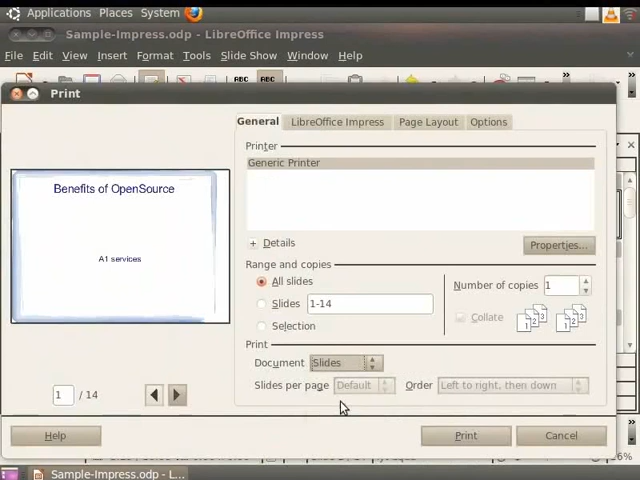 Applications Places System
Sample-Impress.odp - LibreOffice Impress
File Edit View Insert Format Tools Slide Show Window Help
ABC ABC
Print
General LibreOffice Impress Page Layout Options
Printer
Generic Printer
Details
Properties...
Range and copies
All slides
Number of copies 1
Slides 1-14
Collate
Selection
Print
Document Slides
Slides per page Default Order Left to right, then down
Benefits of OpenSource
A1 services
1 / 14
Help Print Cancel
Sample-Impress.odp - L...